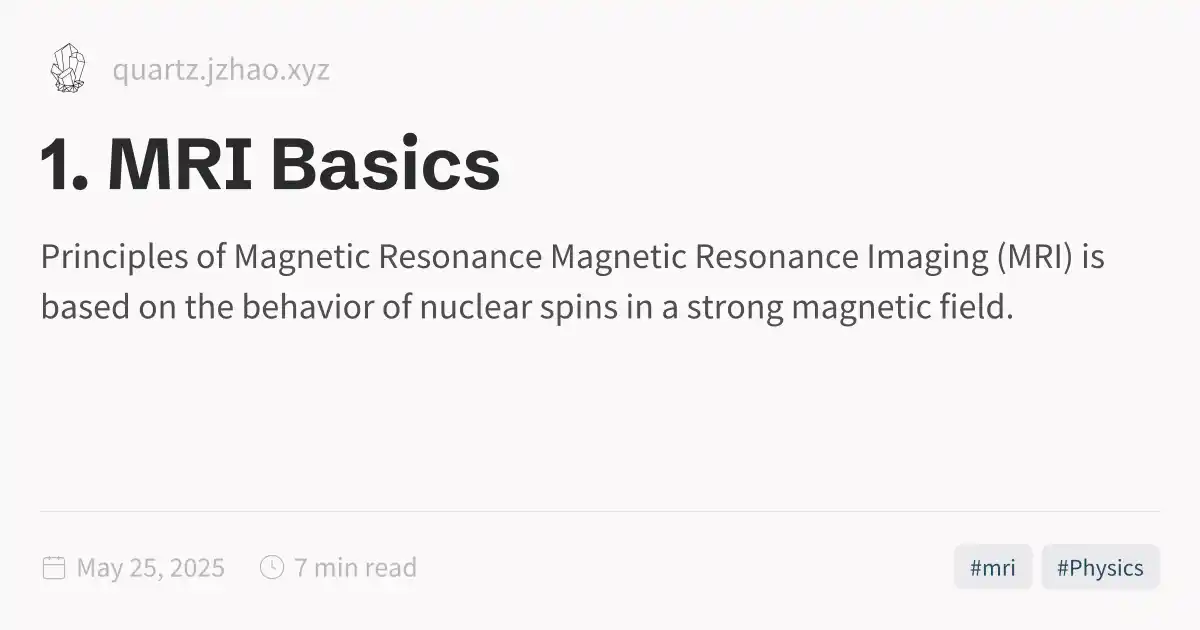 quartz.jzhao.xyz
1. MRI Basics
Principles of Magnetic Resonance Magnetic Resonance Imaging (MRI) is
based on the behavior of nuclear spins in a strong magnetic field.
May 25, 2025 7 min read #mri #Physics